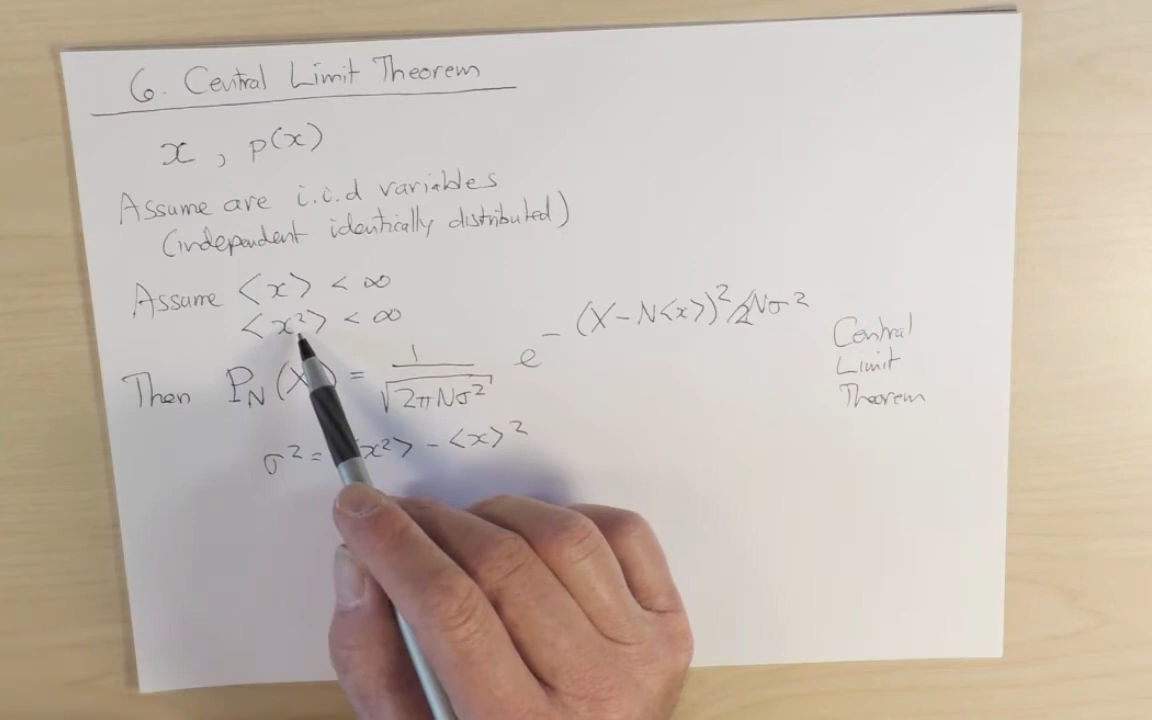 6. Central Limit Theorem
x , p(x)
Assume are i.i.d variables
(independent identically distributed)
Assume <x> < ∞
<x²> < ∞
Then P_N(X) = 1/√(2πNσ²) e^-(X-N<x>)²/2Nσ²
σ² = <x²> - <x>²
Central
Limit
Theorem